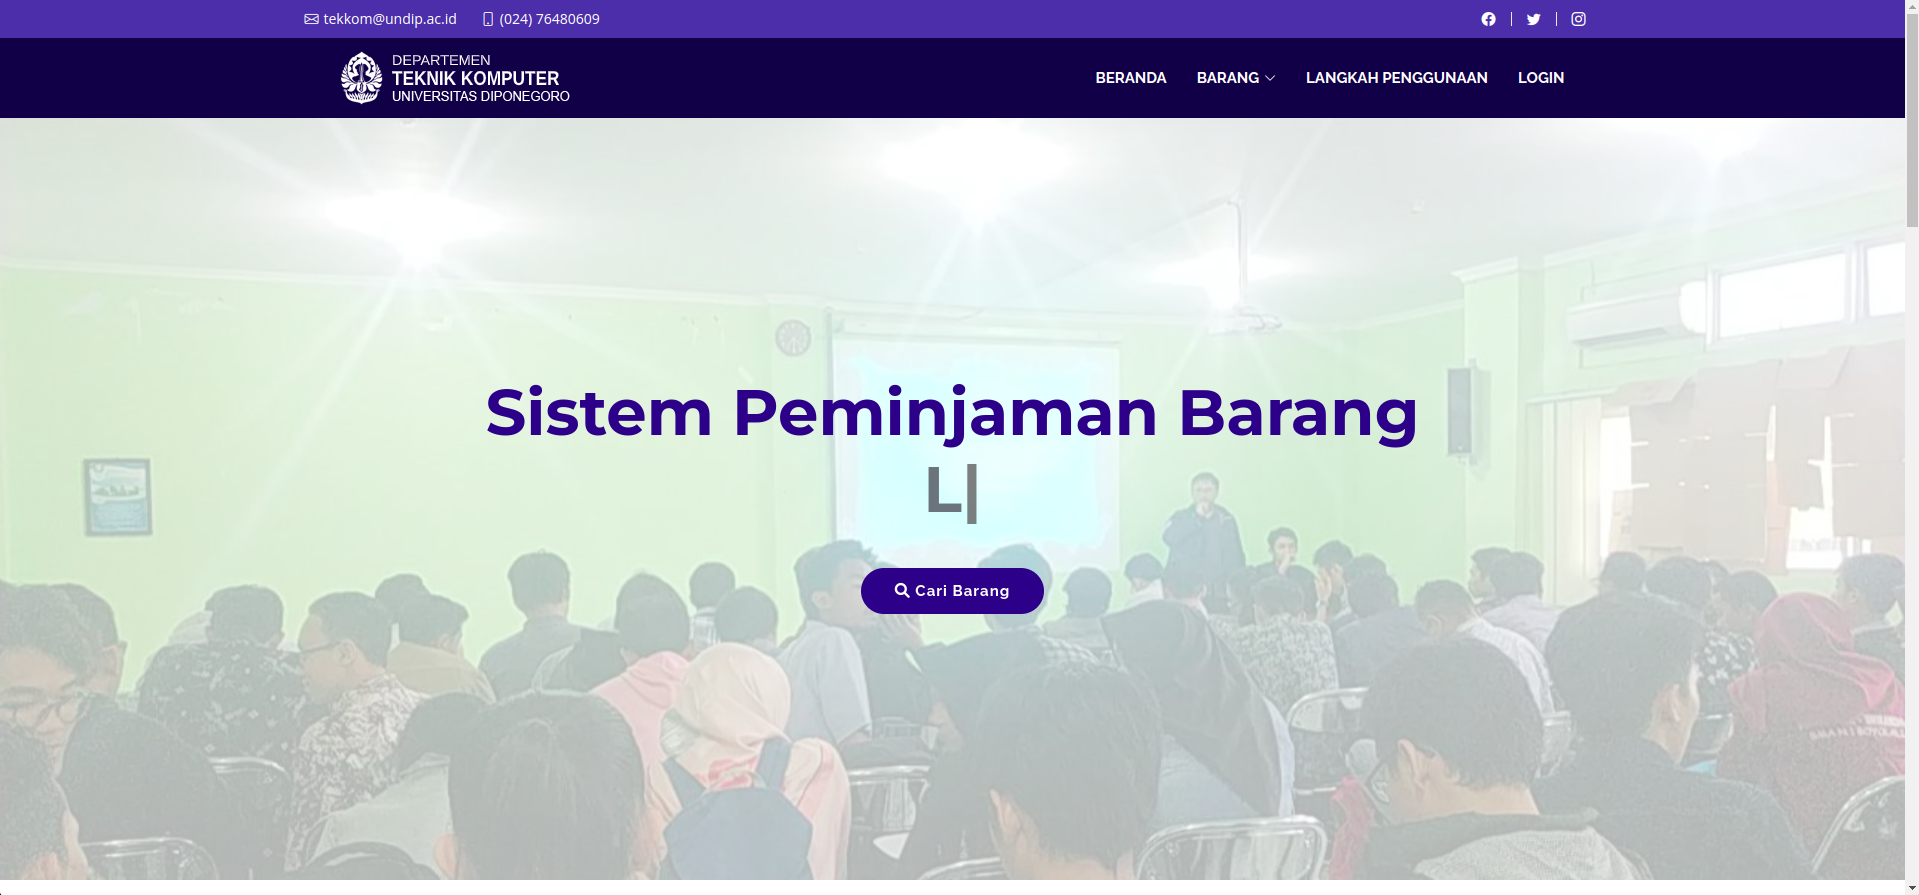 tekkom@undip.ac.id (024) 76480609
DEPARTEMEN
TEKNIK KOMPUTER
UNIVERSITAS DIPONEGORO
BERANDA BARANG LANGKAH PENGGUNAAN LOGIN
Sistem Peminjaman Barang
L|
Cari Barang